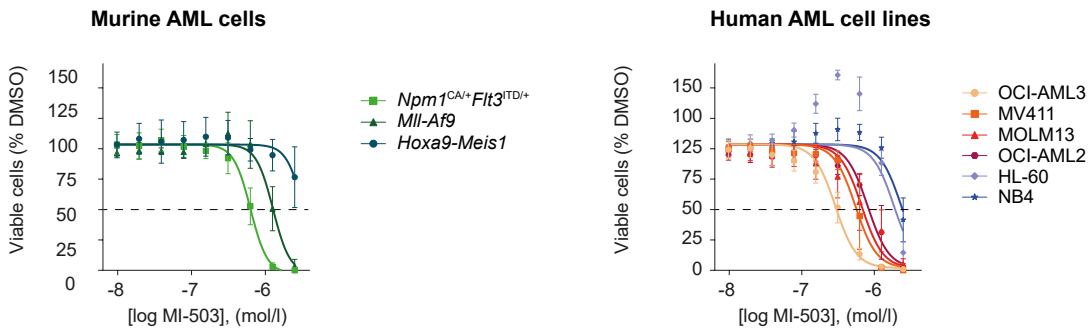 Murine AML cells
Human AML cell lines
Viable cells (% DMSO)
150
100
75
50
25
0
-8
-7
-6
[log MI-503], (mol/l)
Npm1CA/+Flt3ITD/+
Mll-Af9
Hoxa9-Meis1
Viable cells (% DMSO)
150
125
75
50
25
0
-8
-7
-6
[log MI-503], (mol/l)
OCI-AML3
MV411
MOLM13
OCI-AML2
HL-60
NB4